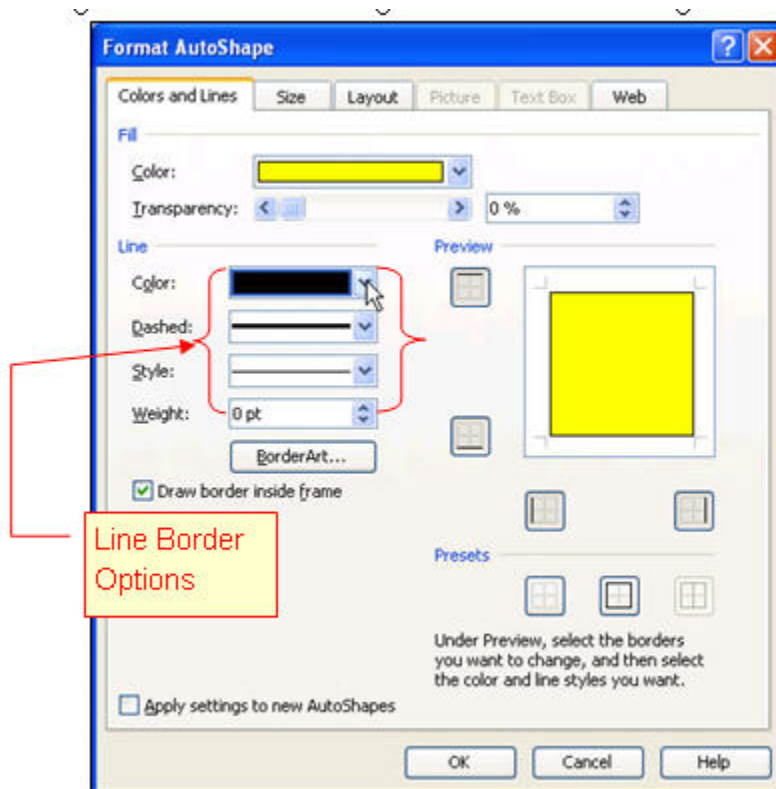 Format AutoShape
Colors and Lines Size Layout Picture Text Box Web
Fill
Color:
Transparency: 0 %
Line Preview
Color:
Dashed:
Style:
Weight: 0 pt
BorderArt...
Draw border inside frame
Line Border
Options
Presets
Under Preview, select the borders
you want to change, and then select
the color and line styles you want.
Apply settings to new AutoShapes
OK Cancel Help